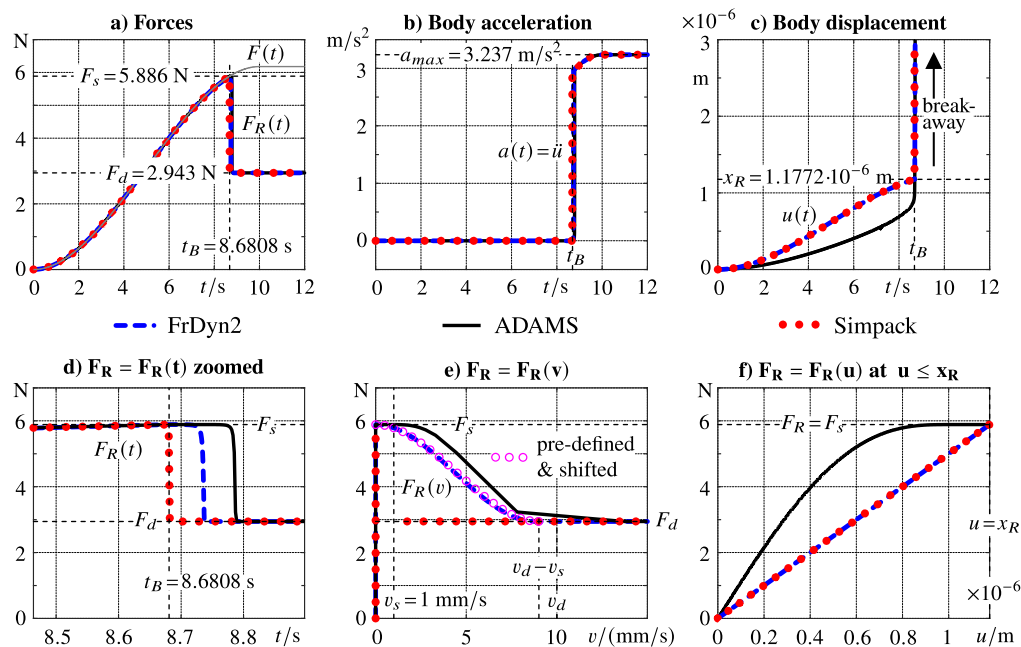 a) Forces
N
6
4
2
0
F(t)
F_s = 5.886 N
F_R(t)
F_d = 2.943 N
t_B = 8.6808 s
0 2 4 6 8 t/s 12
b) Body acceleration
m/s²
3
2
1
0
a_max = 3.237 m/s²
a(t) = ü
t_B
0 2 4 6 8 t/s 12
c) Body displacement
×10⁻⁶
3
m
2
1
0
break-
away
x_R = 1.1772·10⁻⁶ m
u(t)
t_B
0 2 4 6 t/s 10 12
FrDyn2 ADAMS Simpack
d) F_R = F_R(t) zoomed
N
6
4
2
0
F_s
F_R(t)
F_d
t_B = 8.6808 s
8.5 8.6 8.7 8.8 t/s
e) F_R = F_R(v)
N
6
4
2
0
F_s
pre-defined
& shifted
F_R(v)
F_d
v_d − v_s
v_s = 1 mm/s
v_d
0 5 10 v/(mm/s)
f) F_R = F_R(u) at u ≤ x_R
N
6
4
2
0
F_R = F_s
u = x_R
×10⁻⁶
0 0.2 0.4 0.6 0.8 1 u/m